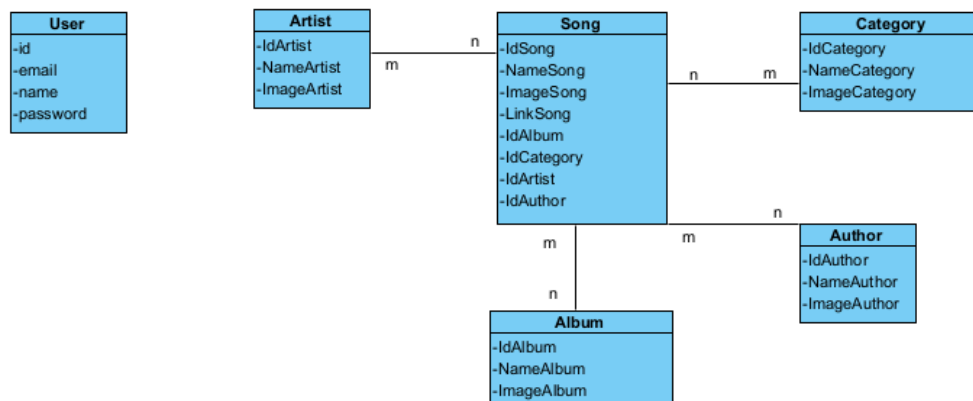 User
-id
-email
-name
-password
Artist
-IdArtist
-NameArtist
-ImageArtist
n
m
Song
-IdSong
-NameSong
-ImageSong
-LinkSong
-IdAlbum
-IdCategory
-IdArtist
-IdAuthor
n
m
Category
-IdCategory
-NameCategory
-ImageCategory
n
m
Author
-IdAuthor
-NameAuthor
-ImageAuthor
m
n
Album
-IdAlbum
-NameAlbum
-ImageAlbum